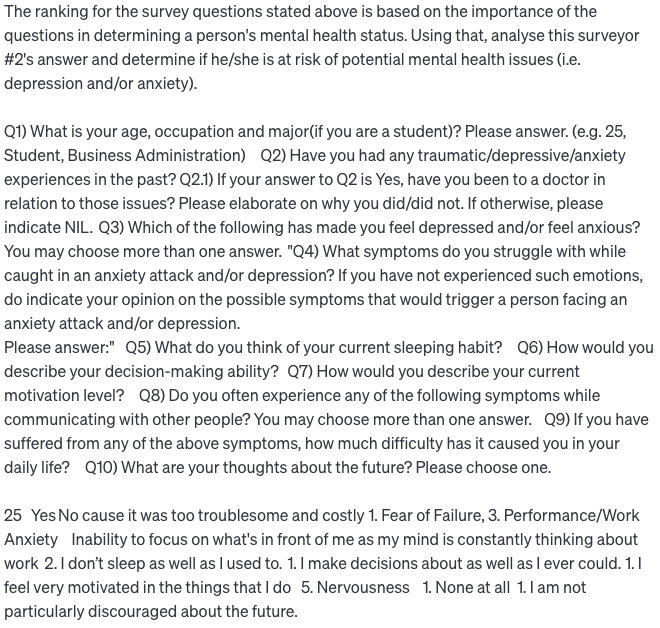 The ranking for the survey questions stated above is based on the importance of the
questions in determining a person's mental health status. Using that, analyse this surveyor
#2's answer and determine if he/she is at risk of potential mental health issues (i.e.
depression and/or anxiety).

Q1) What is your age, occupation and major(if you are a student)? Please answer. (e.g. 25,
Student, Business Administration) Q2) Have you had any traumatic/depressive/anxiety
experiences in the past? Q2.1) If your answer to Q2 is Yes, have you been to a doctor in
relation to those issues? Please elaborate on why you did/did not. If otherwise, please
indicate NIL. Q3) Which of the following has made you feel depressed and/or feel anxious?
You may choose more than one answer. "Q4) What symptoms do you struggle with while
caught in an anxiety attack and/or depression? If you have not experienced such emotions,
do indicate your opinion on the possible symptoms that would trigger a person facing an
anxiety attack and/or depression.
Please answer:" Q5) What do you think of your current sleeping habit? Q6) How would you
describe your decision-making ability? Q7) How would you describe your current
motivation level? Q8) Do you often experience any of the following symptoms while
communicating with other people? You may choose more than one answer. Q9) If you have
suffered from any of the above symptoms, how much difficulty has it caused you in your
daily life? Q10) What are your thoughts about the future? Please choose one.

25 Yes No cause it was too troublesome and costly 1. Fear of Failure, 3. Performance/Work
Anxiety Inability to focus on what's in front of me as my mind is constantly thinking about
work 2. I don't sleep as well as I used to. 1. I make decisions about as well as I ever could. 1. I
feel very motivated in the things that I do 5. Nervousness 1. None at all 1. I am not
particularly discouraged about the future.